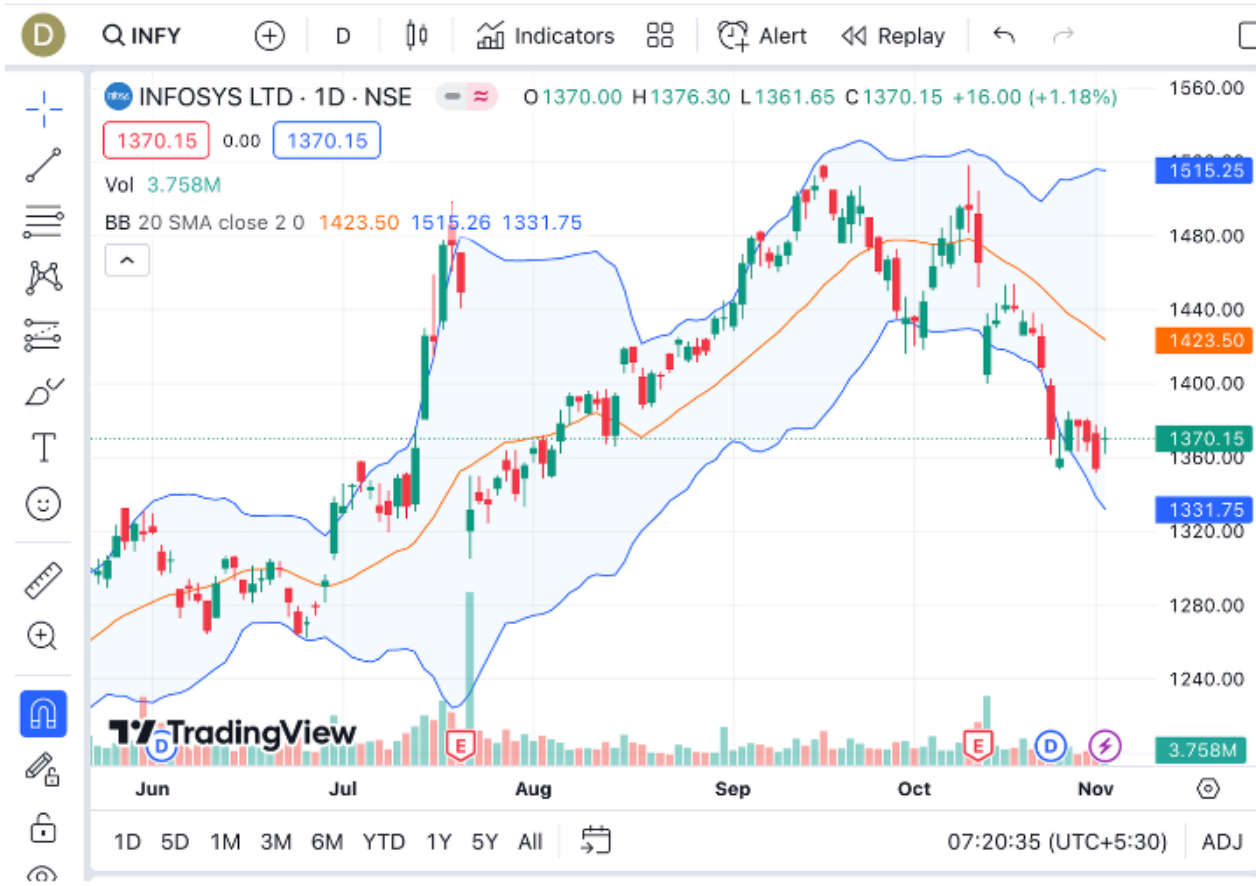 D INFY D Indicators Alert Replay
INFOSYS LTD · 1D · NSE O1370.00 H1376.30 L1361.65 C1370.15 +16.00 (+1.18%)
1370.15 0.00 1370.15
Vol 3.758M
BB 20 SMA close 2 0 1423.50 1515.26 1331.75
1560.00
1515.25
1480.00
1440.00
1423.50
1400.00
1370.15
1360.00
1331.75
1320.00
1280.00
1240.00
3.758M
T
TradingView
D E E D
Jun Jul Aug Sep Oct Nov
1D 5D 1M 3M 6M YTD 1Y 5Y All 07:20:35 (UTC+5:30) ADJ